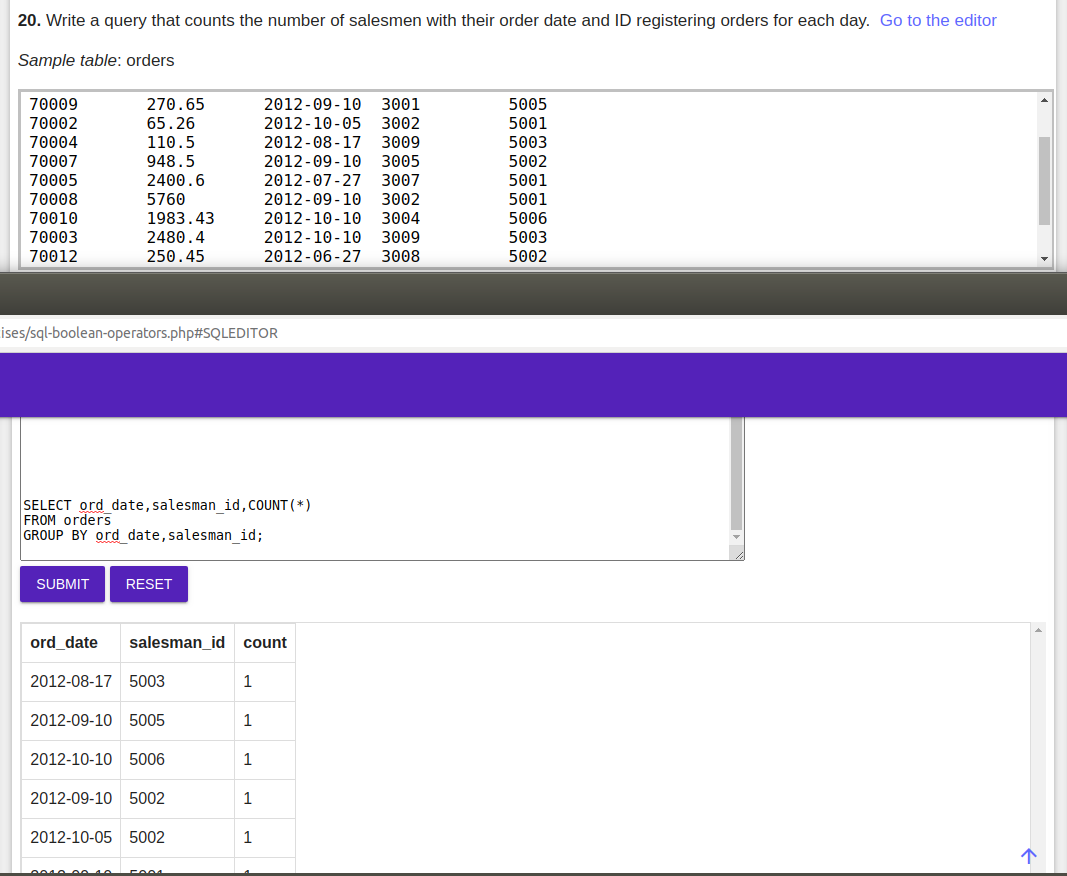 20. Write a query that counts the number of salesmen with their order date and ID registering orders for each day. Go to the editor
Sample table: orders
70009 270.65 2012-09-10 3001 5005
70002 65.26 2012-10-05 3002 5001
70004 110.5 2012-08-17 3009 5003
70007 948.5 2012-09-10 3005 5002
70005 2400.6 2012-07-27 3007 5001
70008 5760 2012-09-10 3002 5001
70010 1983.43 2012-10-10 3004 5006
70003 2480.4 2012-10-10 3009 5003
70012 250.45 2012-06-27 3008 5002
ises/sql-boolean-operators.php#SQLEDITOR
SELECT ord_date,salesman_id,COUNT(*)
FROM orders
GROUP BY ord_date,salesman_id;
SUBMIT RESET
ord_date salesman_id count
2012-08-17 5003 1
2012-09-10 5005 1
2012-10-10 5006 1
2012-09-10 5002 1
2012-10-05 5002 1